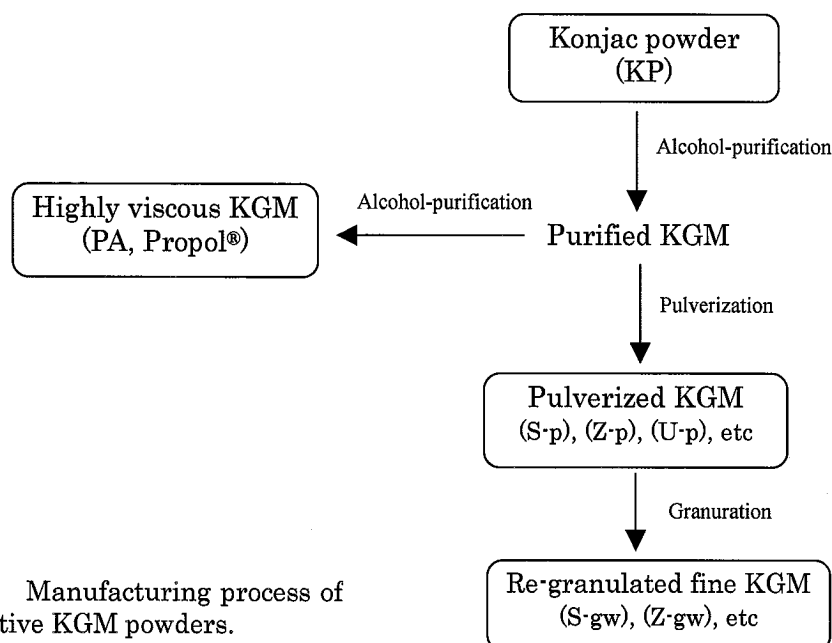 Konjac powder
(KP)
Alcohol-purification
Highly viscous KGM
(PA, Propol®)
Alcohol-purification
Purified KGM
Pulverization
Pulverized KGM
(S-p), (Z-p), (U-p), etc
Granuration
Re-granulated fine KGM
(S-gw), (Z-gw), etc
Manufacturing process of
tive KGM powders.